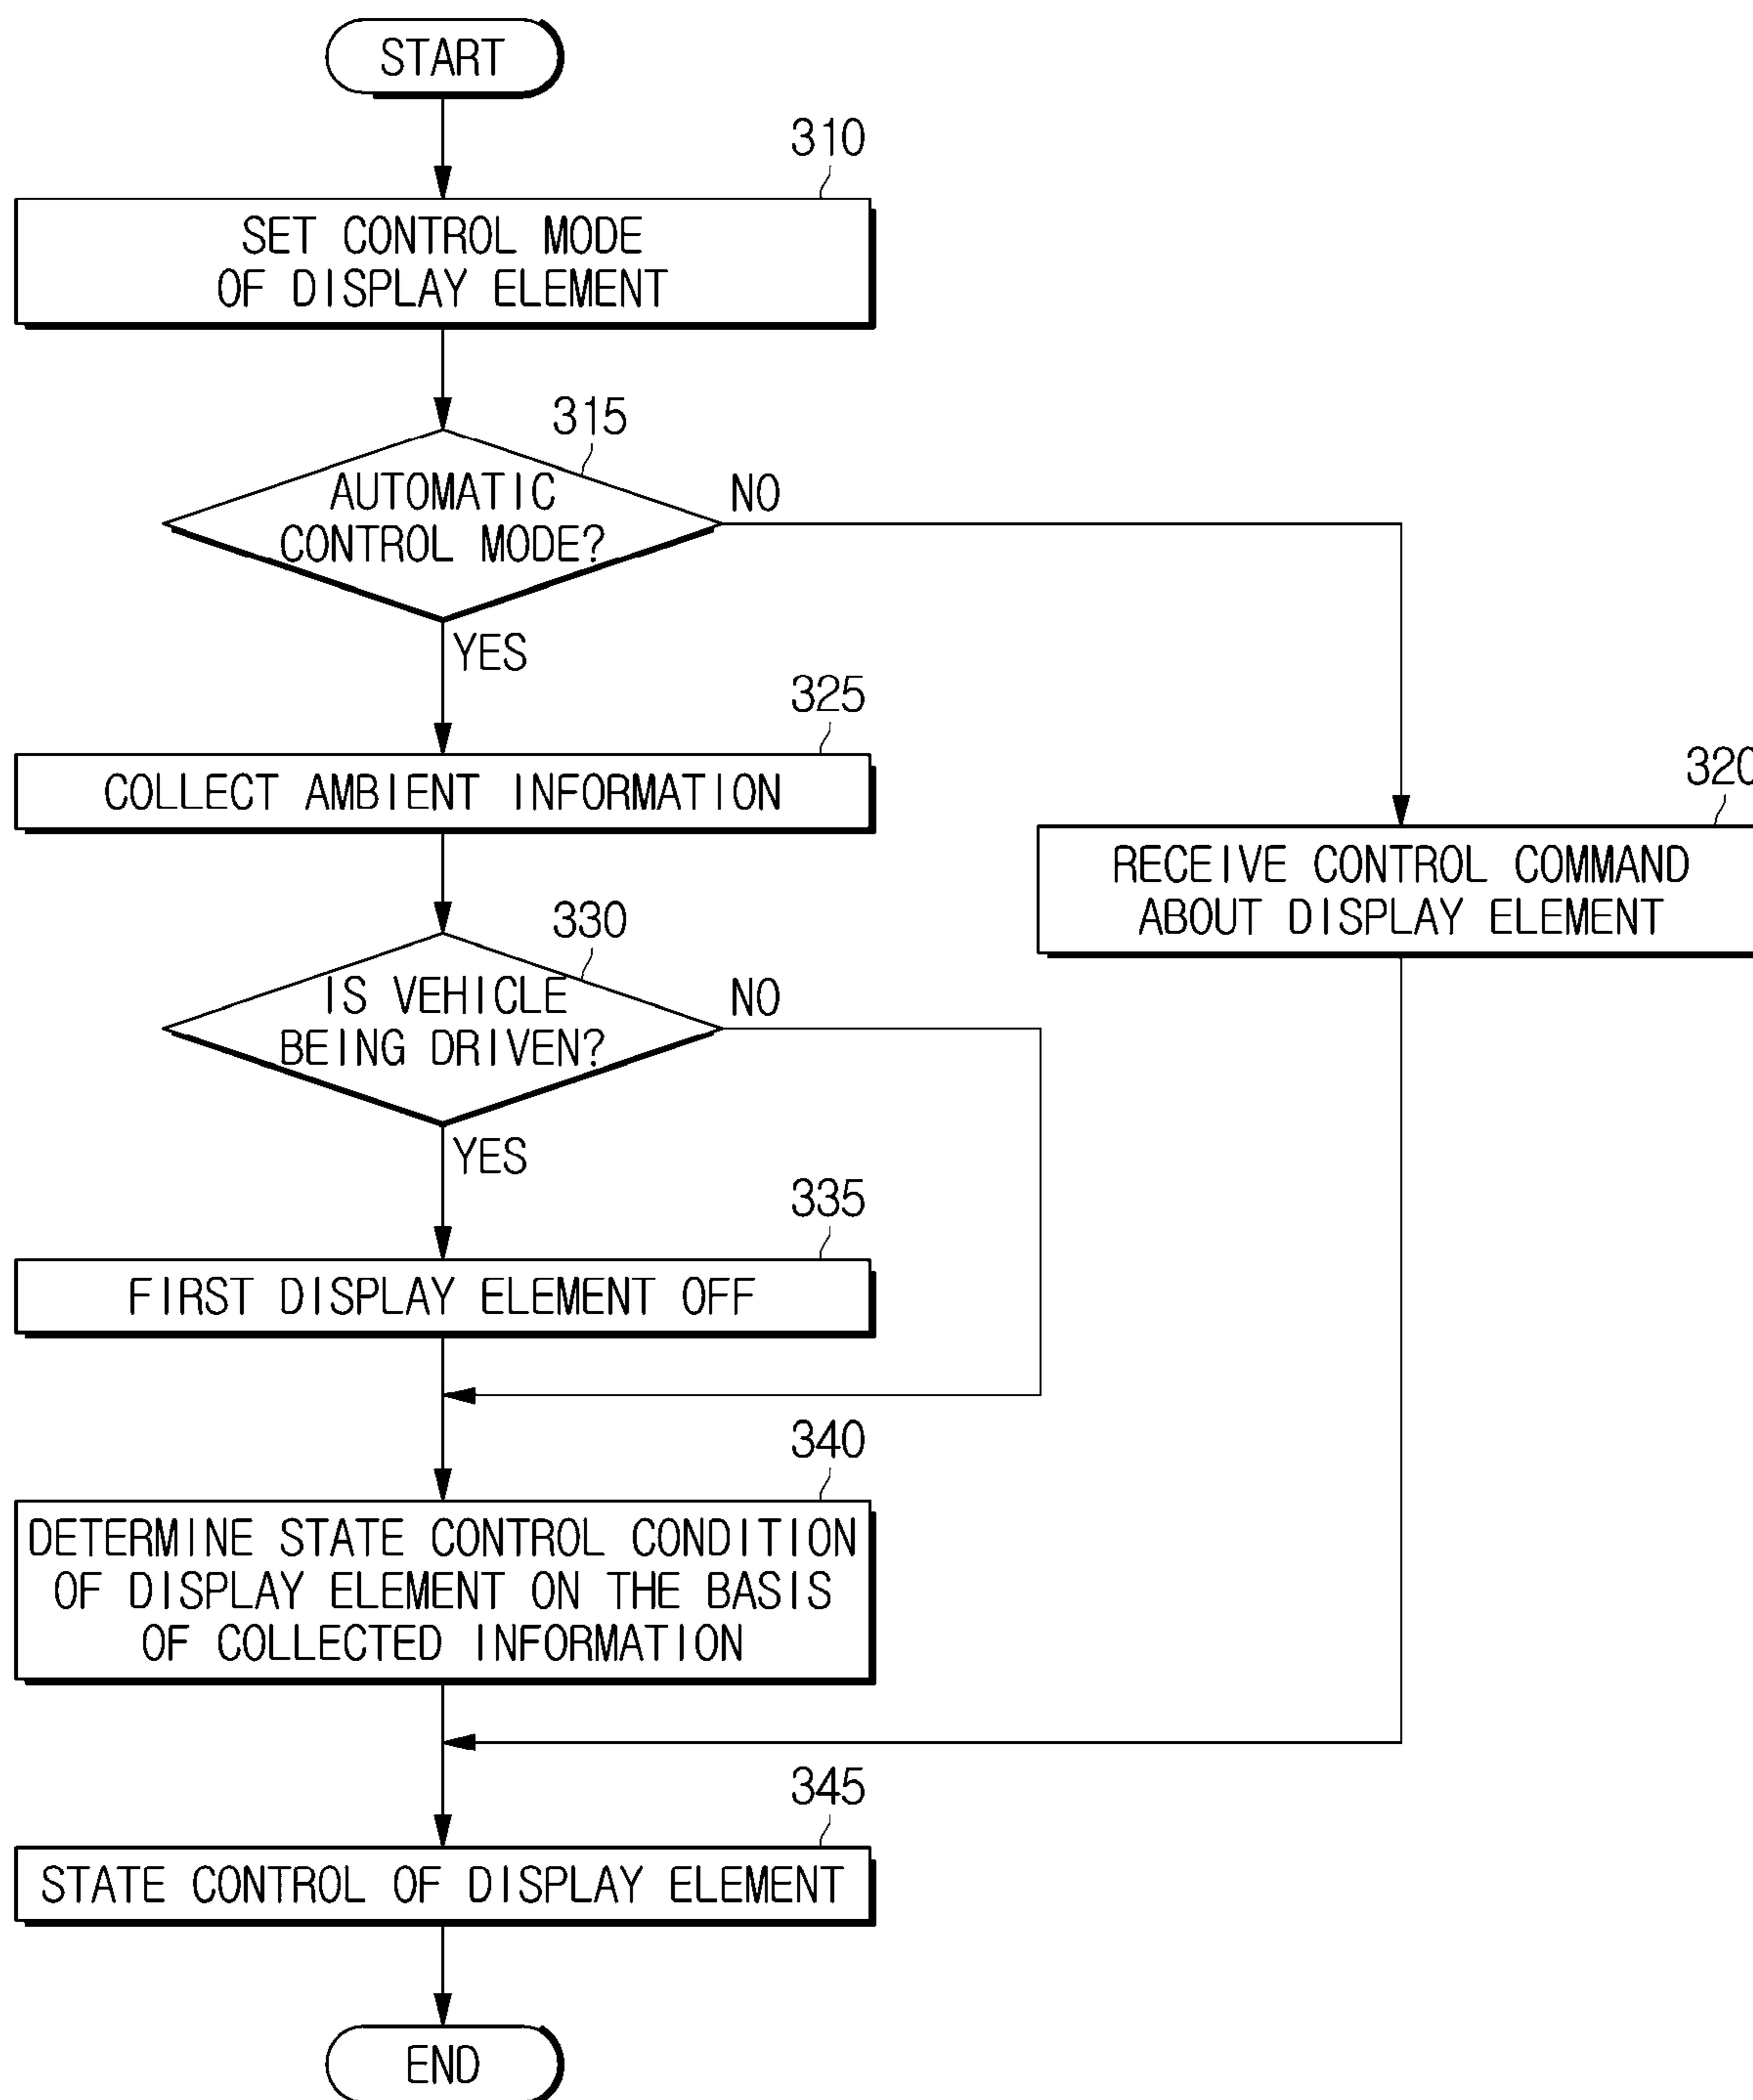 START
310
SET CONTROL MODE
OF DISPLAY ELEMENT
315
AUTOMATIC
CONTROL MODE?
NO
YES
325
COLLECT AMBIENT INFORMATION
320
RECEIVE CONTROL COMMAND
ABOUT DISPLAY ELEMENT
330
IS VEHICLE
BEING DRIVEN?
NO
YES
335
FIRST DISPLAY ELEMENT OFF
340
DETERMINE STATE CONTROL CONDITION
OF DISPLAY ELEMENT ON THE BASIS
OF COLLECTED INFORMATION
345
STATE CONTROL OF DISPLAY ELEMENT
END